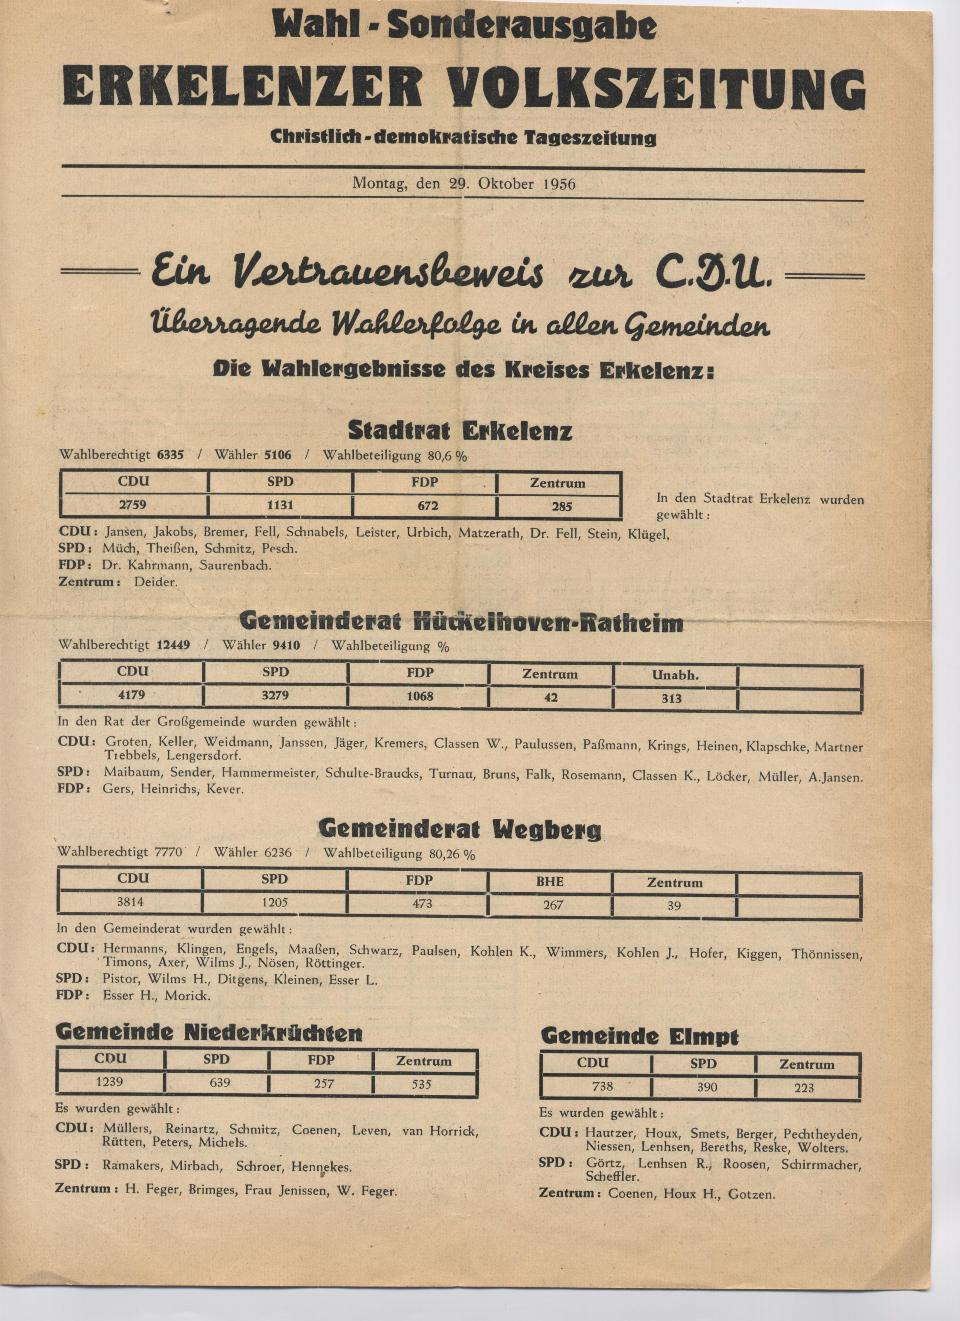 Wahl - Sonderausgabe
ERKELENZER VOLKSZEITUNG
Christlich-demokratische Tageszeitung
Montag, den 29. Oktober 1956
Ein Vertrauensbeweis zur C.D.U.
Überragende Wahlerfolge in allen Gemeinden
Die Wahlergebnisse des Kreises Erkelenz:
Stadtrat Erkelenz
Wahlberechtigt 6335 / Wähler 5106 / Wahlbeteiligung 80,6 %
CDU SPD FDP Zentrum
2759 1131 672 285
In den Stadtrat Erkelenz wurden
gewählt:
CDU: Jansen, Jakobs, Bremer, Fell, Schnabels, Leister, Urbich, Matzerath, Dr. Fell, Stein, Klügel,
SPD: Müch, Theißen, Schmitz, Pesch.
FDP: Dr. Kahrmann, Saurenbach.
Zentrum: Deider.
Gemeinderat Hückelhoven-Ratheim
Wahlberechtigt 12449 / Wähler 9410 / Wahlbeteiligung %
CDU SPD FDP Zentrum Unabh.
4179 3279 1068 42 313
In den Rat der Großgemeinde wurden gewählt:
CDU: Groten, Keller, Weidmann, Janssen, Jäger, Kremers, Classen W., Paulussen, Paßmann, Krings, Heinen, Klapschke, Martner
Trebbels, Lengersdorf.
SPD: Maibaum, Sender, Hammermeister, Schulte-Braucks, Turnau, Bruns, Falk, Rosemann, Classen K., Löcker, Müller, A.Jansen.
FDP: Gers, Heinrichs, Kever.
Gemeinderat Wegberg
Wahlberechtigt 7770 / Wähler 6236 / Wahlbeteiligung 80,26 %
CDU SPD FDP BHE Zentrum
3814 1205 473 267 39
In den Gemeinderat wurden gewählt:
CDU: Hermanns, Klingen, Engels, Maaßen, Schwarz, Paulsen, Kohlen K., Wimmers, Kohlen J., Hofer, Kiggen, Thönnissen,
Timons, Axer, Wilms J., Nösen, Röttinger.
SPD: Pistor, Wilms H., Ditgens, Kleinen, Esser L.
FDP: Esser H., Morick.
Gemeinde Niederkrüchten
CDU SPD FDP Zentrum
1239 639 257 535
Es wurden gewählt:
CDU: Müllers, Reinartz, Schmitz, Coenen, Leven, van Horrick,
Rütten, Peters, Michels.
SPD: Ramakers, Mirbach, Schroer, Hennekes.
Zentrum: H. Feger, Brimges, Frau Jenissen, W. Feger.
Gemeinde Elmpt
CDU SPD Zentrum
738 390 223
Es wurden gewählt:
CDU: Hautzer, Houx, Smets, Berger, Pechtheyden,
Niessen, Lenhsen, Bereths, Reske, Wolters.
SPD: Görtz, Lenhsen R., Roosen, Schirrmacher,
Scheffler.
Zentrum: Coenen, Houx H., Gotzen.